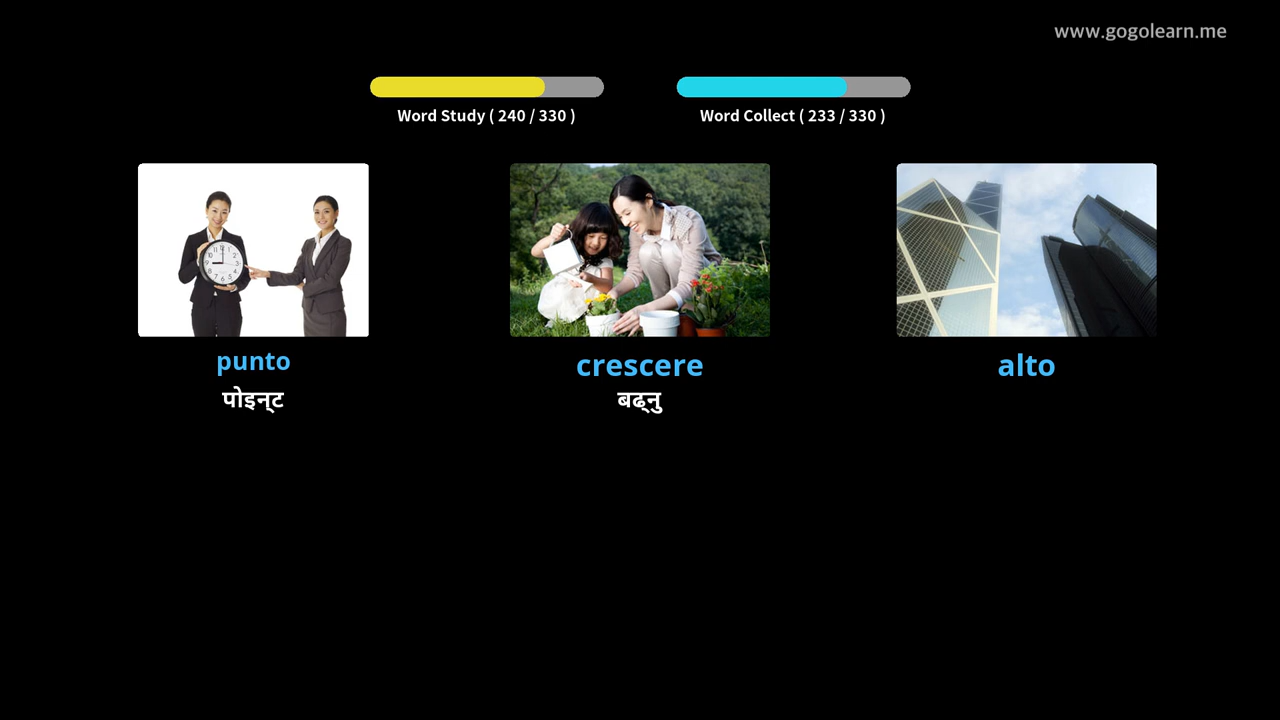 www.gogolearn.me
Word Study ( 240 / 330 )
Word Collect ( 233 / 330 )
punto
पोइन्ट
crescere
बढ्नु
alto